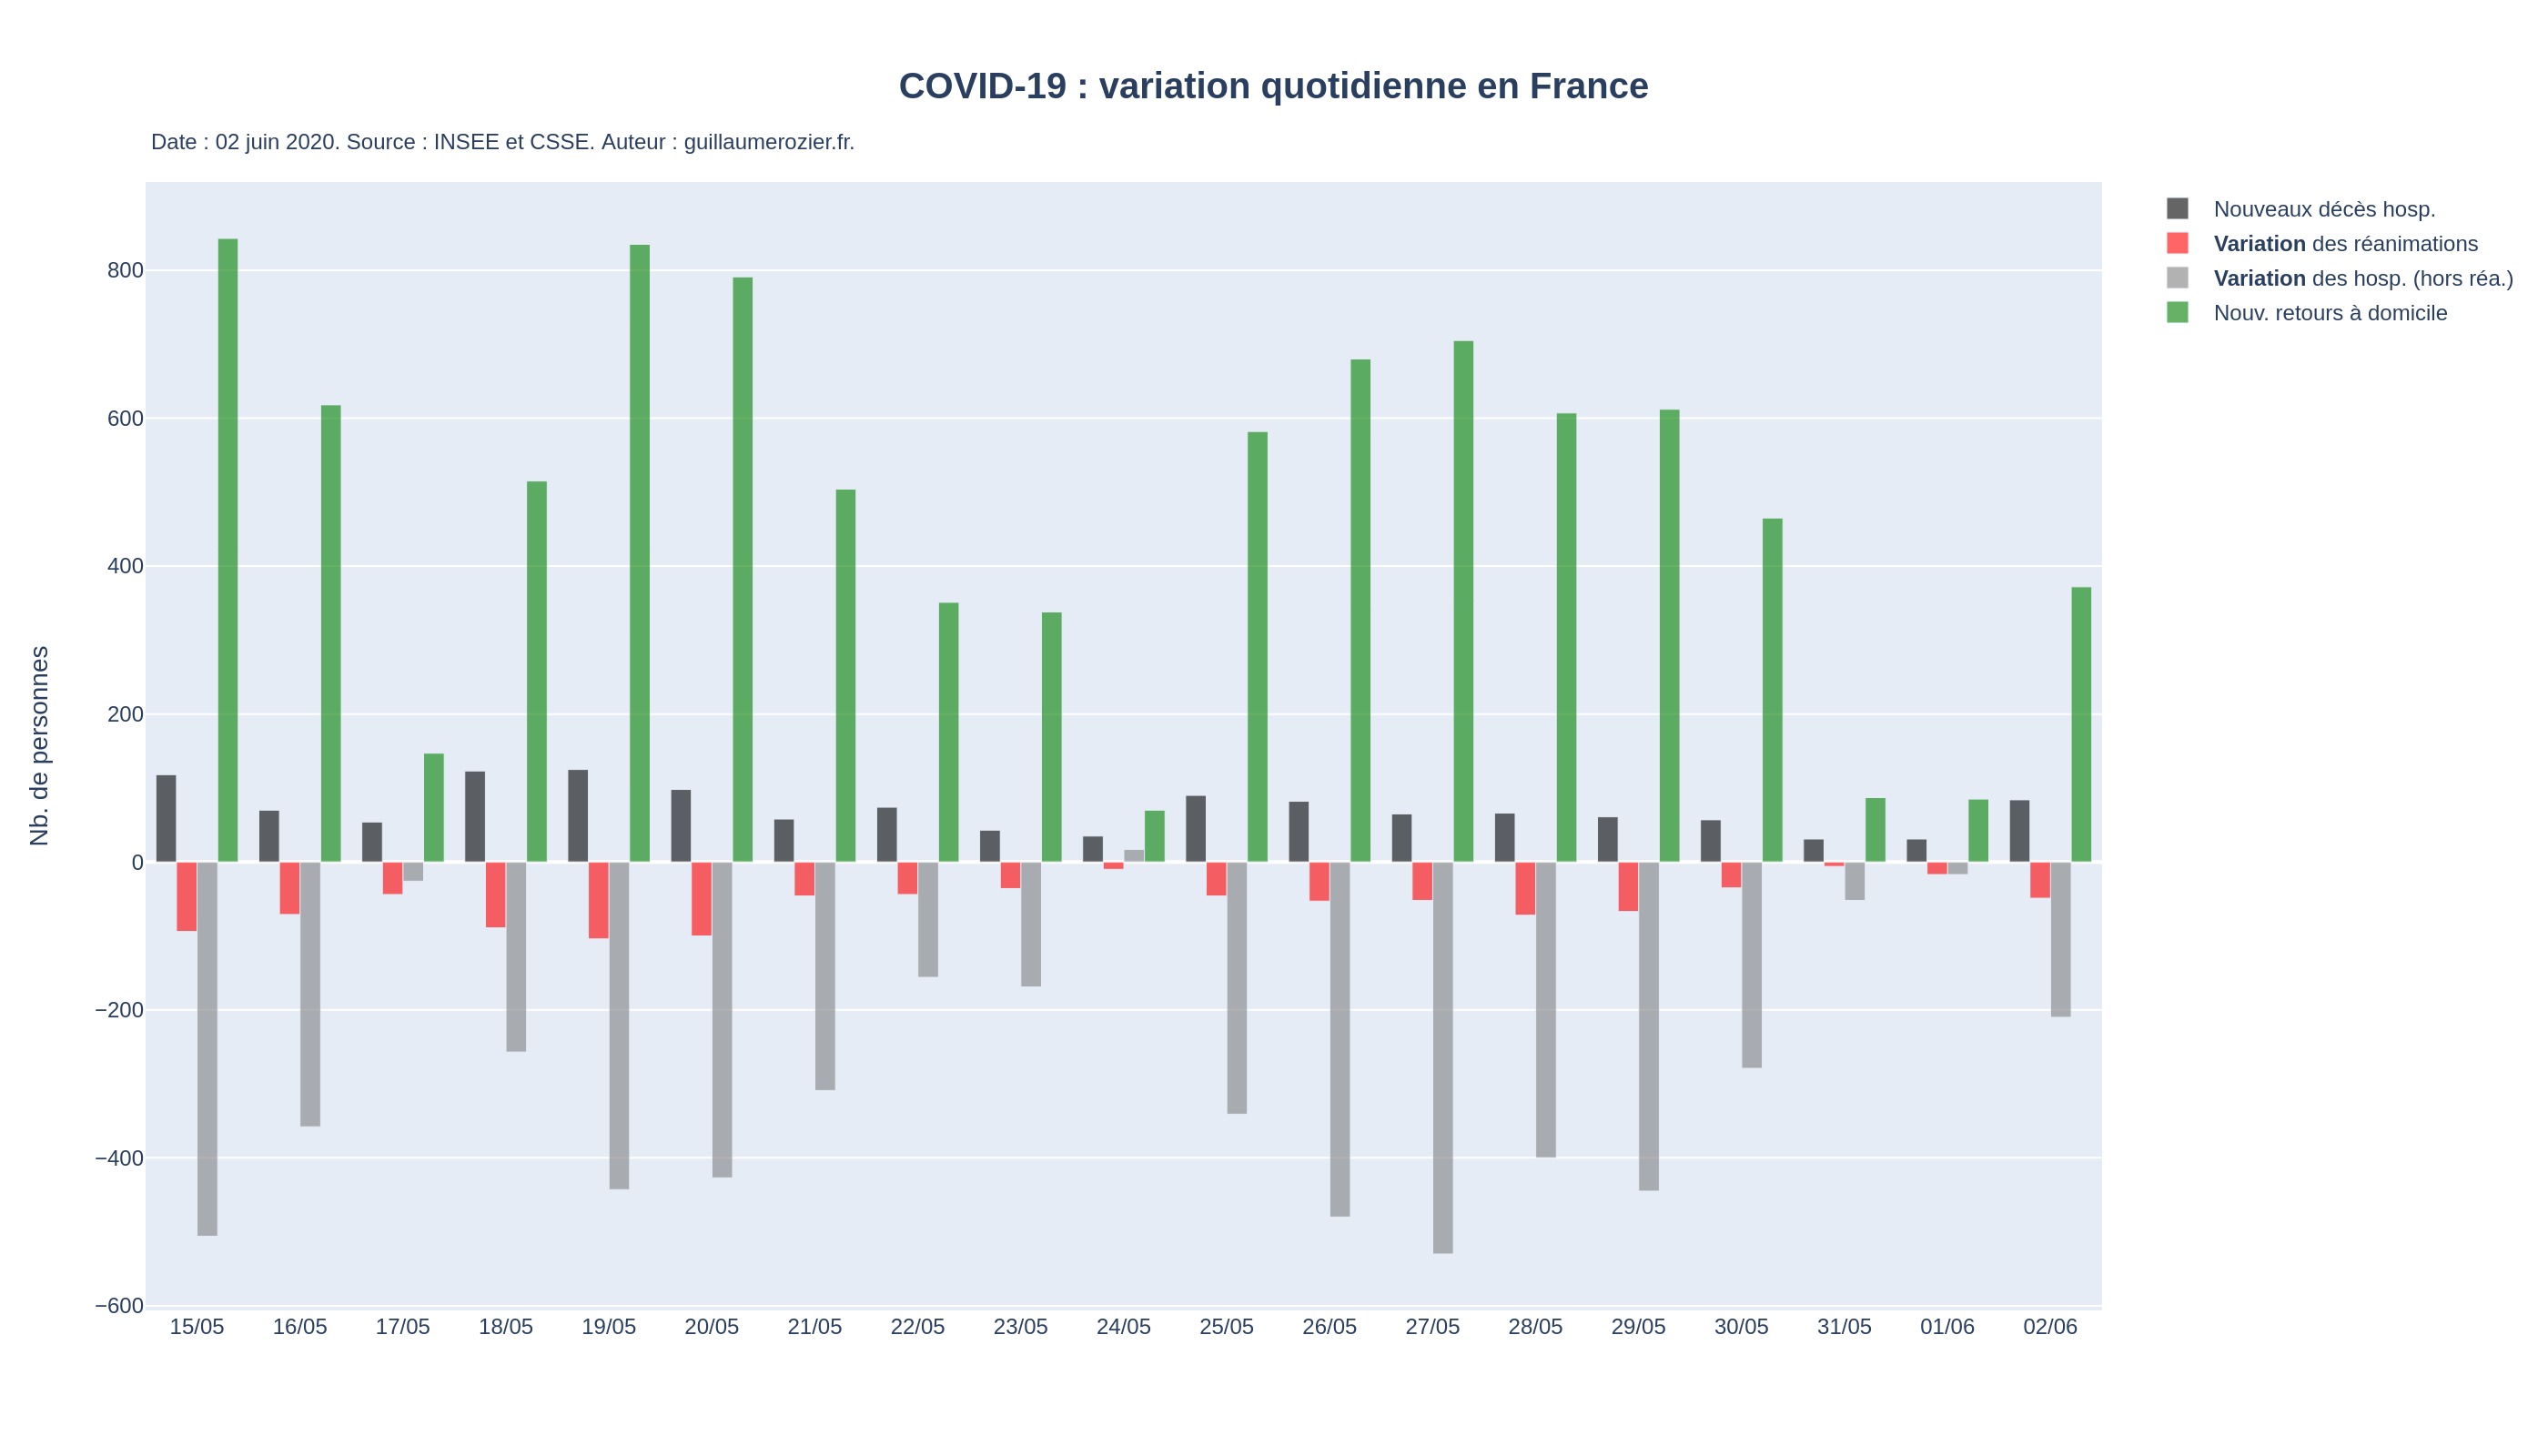 COVID-19 : variation quotidienne en France
Date : 02 juin 2020. Source : INSEE et CSSE. Auteur : guillaumerozier.fr.
Nouveaux décès hosp.
Variation des réanimations
Variation des hosp. (hors réa.)
Nouv. retours à domicile
Nb. de personnes
800
600
400
200
0
−200
−400
−600
15/05 16/05 17/05 18/05 19/05 20/05 21/05 22/05 23/05 24/05 25/05 26/05 27/05 28/05 29/05 30/05 31/05 01/06 02/06